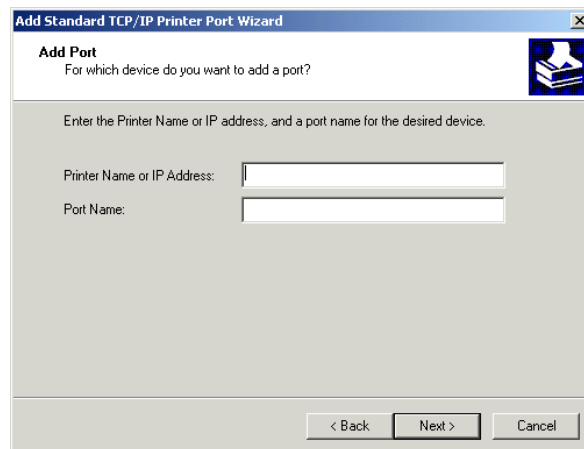 Add Standard TCP/IP Printer Port Wizard
Add Port
For which device do you want to add a port?
Enter the Printer Name or IP address, and a port name for the desired device.
Printer Name or IP Address:
Port Name:
< Back Next > Cancel